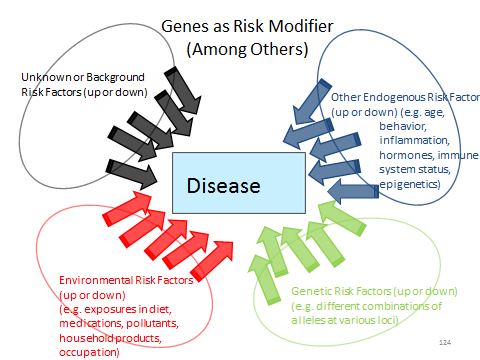 Genes as Risk Modifier
(Among Others)
Unknown or Background
Risk Factors (up or down)
Other Endogenous Risk Factor
(up or down) (e.g. age,
behavior,
inflammation,
hormones, immune
system status,
epigenetics)
Disease
Environmental Risk Factors
(up or down)
(e.g. exposures in diet,
medications, pollutants,
household products,
occupation)
Genetic Risk Factors (up or down)
(e.g. different combinations of
alleles at various loci)
124